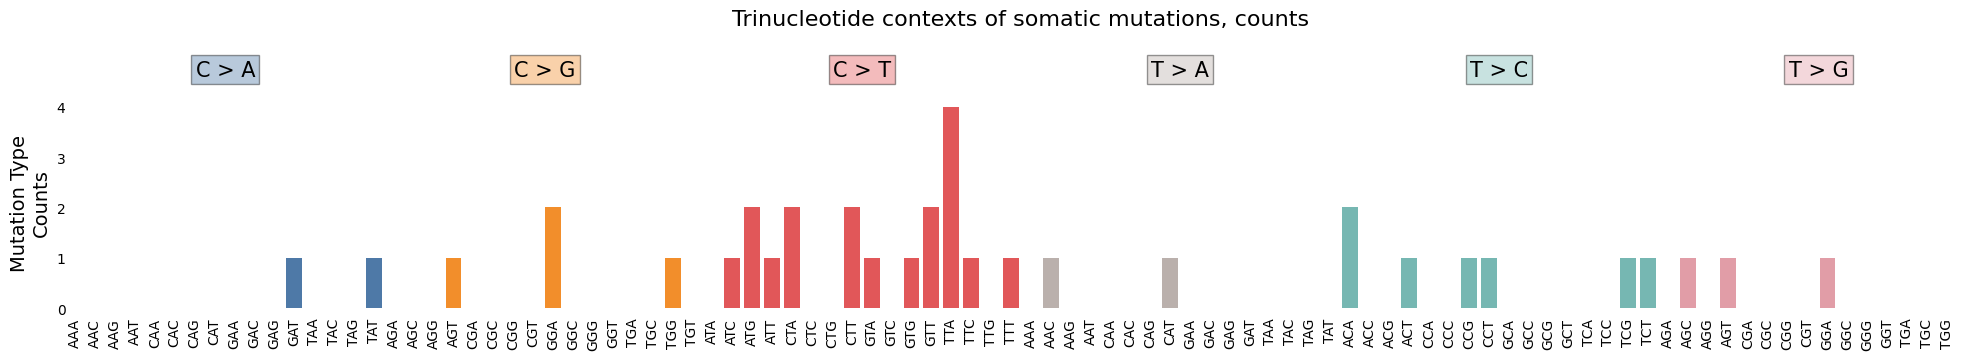 Trinucleotide contexts of somatic mutations, counts
C > A C > G C > T T > A T > C T > G
Mutation Type
Counts
4
3
2
1
0
AAA AAC AAG AAT CAA CAC CAG CAT GAA GAC GAG GAT TAA TAC TAG TAT AGA AGC AGG AGT CGA CGC CGG CGT GGA GGC GGG GGT TGA TGC TGG TGT ATA ATC ATG ATT CTA CTC CTG CTT GTA GTC GTG GTT TTA TTC TTG TTT AAA AAC AAG AAT CAA CAC CAG CAT GAA GAC GAG GAT TAA TAC TAG TAT ACA ACC ACG ACT CCA CCC CCG CCT GCA GCC GCG GCT TCA TCC TCG TCT AGA AGC AGG AGT CGA CGC CGG CGT GGA GGC GGG GGT TGA TGC TGG